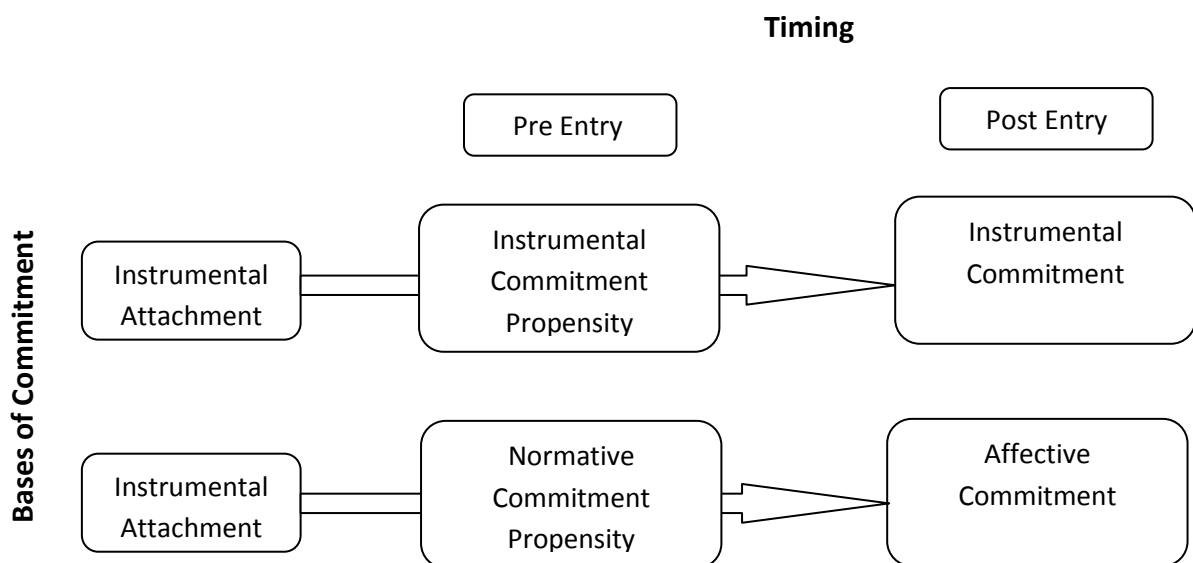 Timing
Pre Entry
Post Entry
Bases of Commitment
Instrumental
Attachment
Instrumental
Commitment
Propensity
Instrumental
Commitment
Instrumental
Attachment
Normative
Commitment
Propensity
Affective
Commitment